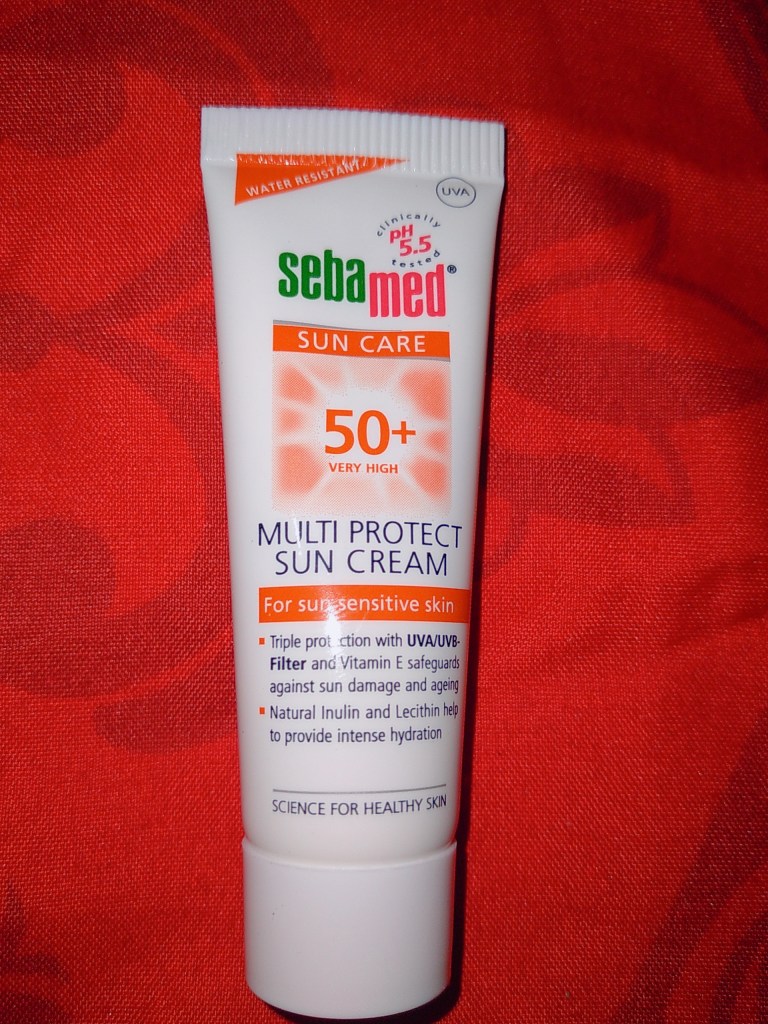 WATER RESISTANT
UVA
clinically
pH
5.5
tested
sebamed®
SUN CARE
50+
VERY HIGH
MULTI PROTECT
SUN CREAM
For sun sensitive skin
Triple protection with UVA/UVB-
Filter and Vitamin E safeguards
against sun damage and ageing
Natural Inulin and Lecithin help
to provide intense hydration
SCIENCE FOR HEALTHY SKIN